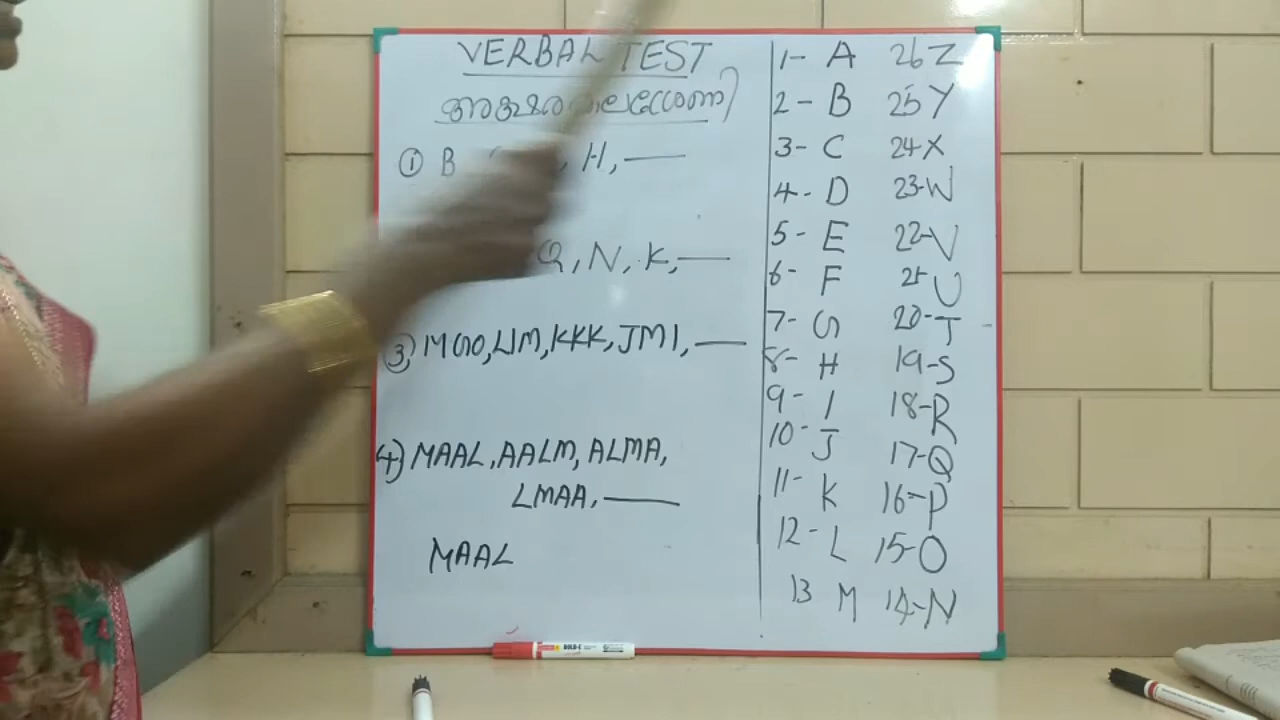 VERBAL TEST
① B H, ——
Q, N, K, ——
③ MGO, LIM, KKK, JMI, ——
4) MAAL, AALM, ALMA,
LMAA, ———
MAAL
1- A 26 Z
2- B 25 Y
3- C 24 X
4- D 23-W
5- E 22-V
6- F 21 U
7- G 20-T
8- H 19-S
9- I 18-R
10- J 17-Q
11- K 16-P
12- L 15-O
13 M 14-N